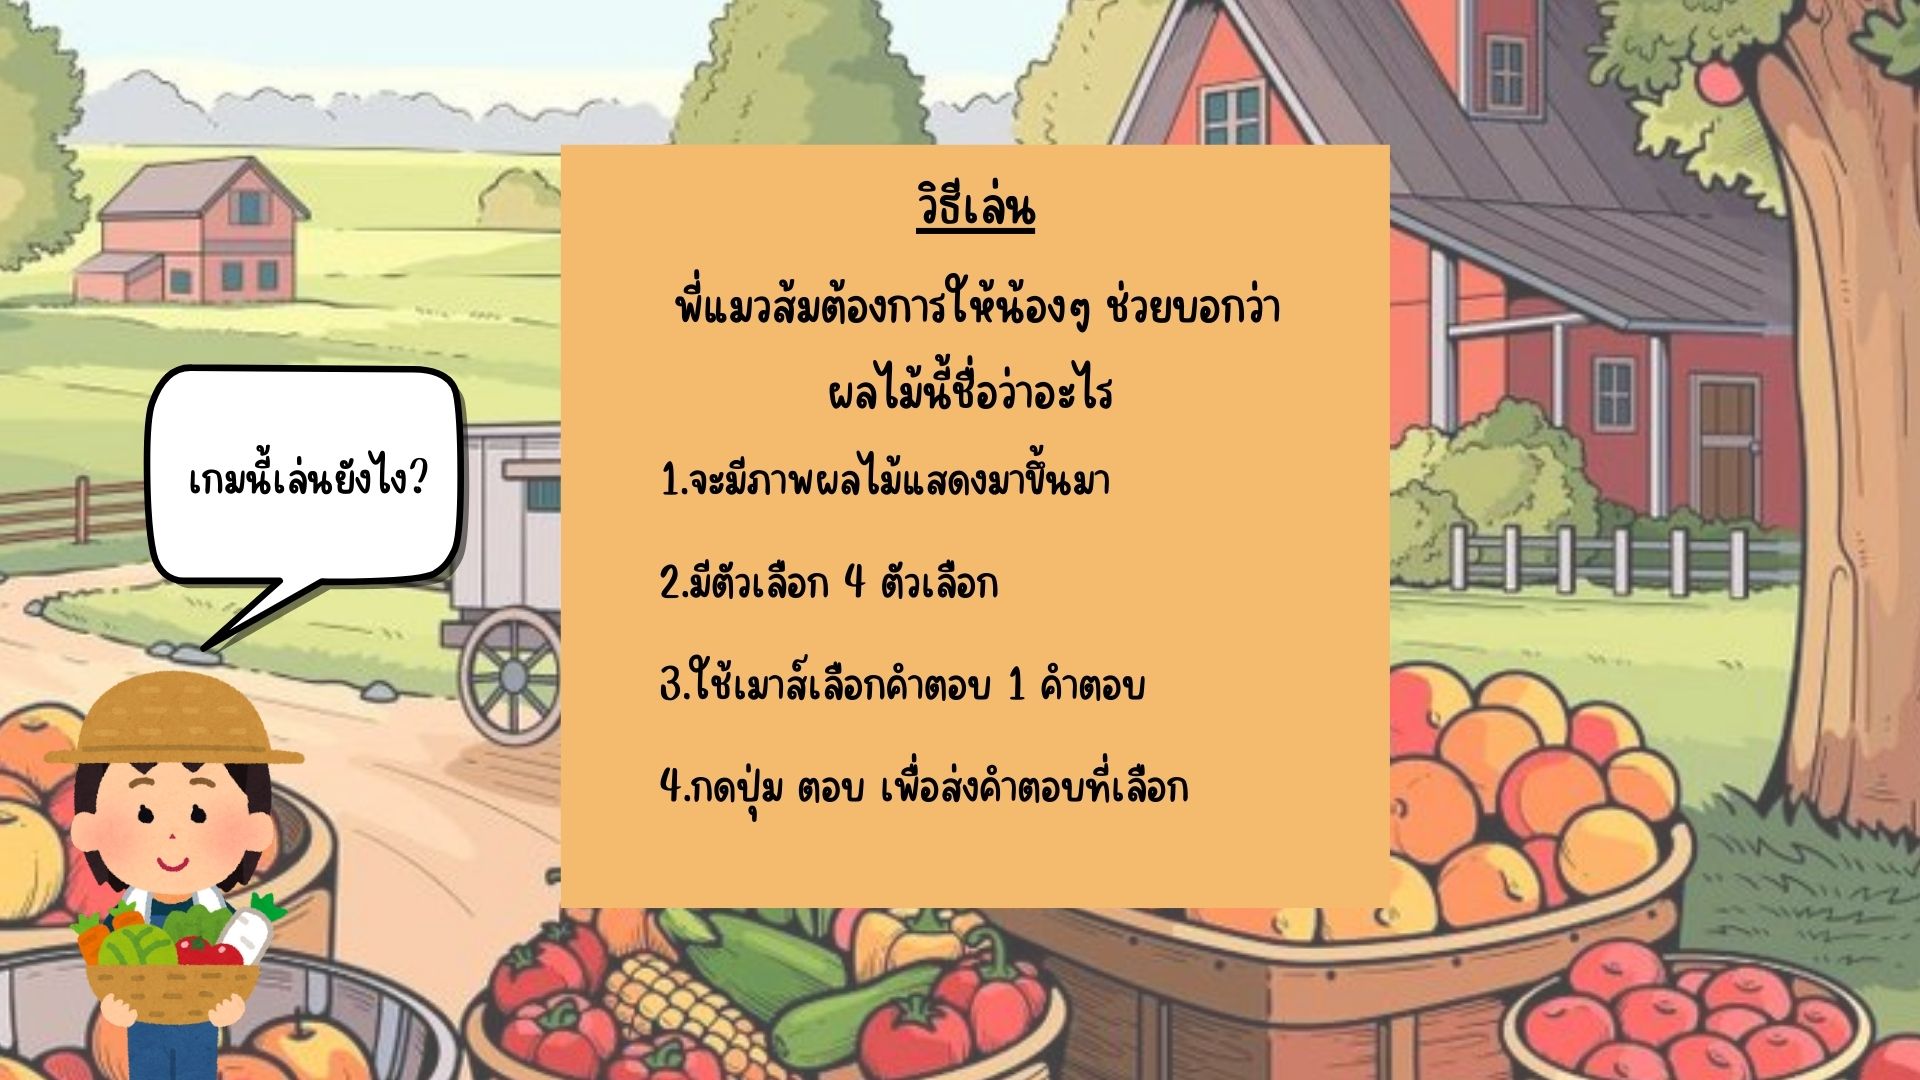 วิธีเล่น
พี่แมวส้มต้องการให้น้องๆ ช่วยบอกว่า
ผลไม้นี้ชื่อว่าอะไร
1.จะมีภาพผลไม้แสดงมาขึ้นมา
2.มีตัวเลือก 4 ตัวเลือก
3.ใช้เมาส์เลือกคำตอบ 1 คำตอบ
4.กดปุ่ม ตอบ เพื่อส่งคำตอบที่เลือก
เกมนี้เล่นยังไง?